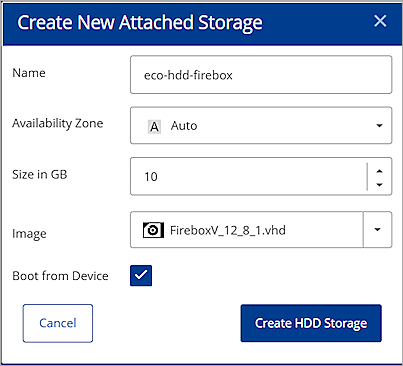 Create New Attached Storage
Name
eco-hdd-firebox
Availability Zone
A Auto
Size in GB
10
Image
FireboxV_12_8_1.vhd
Boot from Device
Cancel
Create HDD Storage